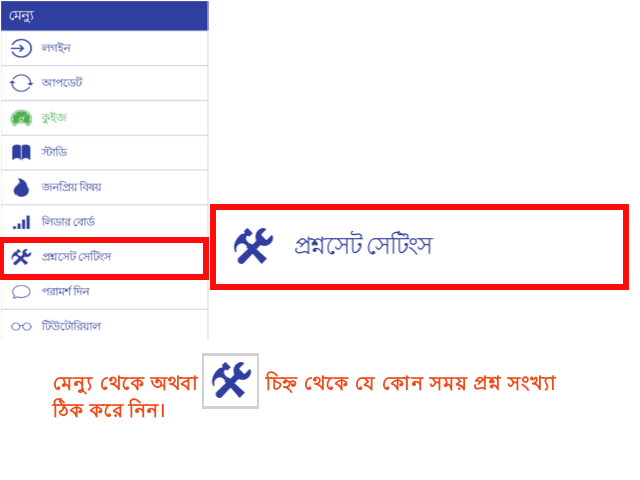 মেন্যু
লগইন
আপডেট
কুইজ
স্টাডি
জনপ্রিয় বিষয়
লিডার বোর্ড
প্রশ্নসেট সেটিংস
পরামর্শ দিন
টিউটোরিয়াল
প্রশ্নসেট সেটিংস
মেন্যু থেকে অথবা চিহ্ন থেকে যে কোন সময় প্রশ্ন সংখ্যা
ঠিক করে নিন।